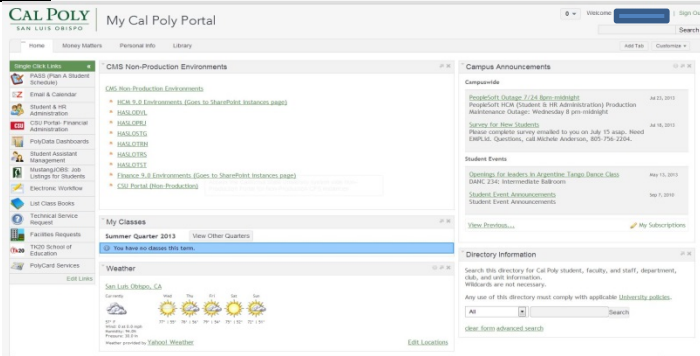 CAL POLY
SAN LUIS OBISPO
My Cal Poly Portal
0
Welcome
Sign Ou
Search
Home
Money Matters
Personal Info
Library
Add Tab
Customize
Single Click Links
PASS (Plan A Student
Schedule)
Email & Calendar
Student & HR
Administration
CSU Portal- Financial
Administration
PolyData Dashboards
Student Assistant
Management
MustangJOBS: Job
Listings for Students
Electronic Workflow
List Class Books
Technical Service
Request
Facilities Requests
TK20 School of
Education
PolyCard Services
Edit Links
CMS Non-Production Environments
CMS Non-Production Environments
HCM 9.0 Environments (Goes to SharePoint Instances page)
HASLDDVL
HASLOPRJ
HASLOSTG
HASLOTRN
HASLOTRS
HASLOTST
Finance 9.0 Environments (Goes to SharePoint Instances page)
CSU Portal (Non-Production)
My Classes
Summer Quarter 2013
View Other Quarters
You have no classes this term.
Weather
San Luis Obispo, CA
Currently
Wed
Thu
Fri
Sat
Sun
Weather provided by Yahoo! Weather
Edit Locations
Campus Announcements
Campuswide
PeopleSoft Outage 7/24 8pm-midnight
Jul 23, 2013
PeopleSoft HCM (Student & HR Administration) Production
Maintenance Outage: Wednesday 8 pm-midnight
Survey for New Students
Jul 16, 2013
Please complete survey emailed to you on July 15 asap. Need
EMPLid. Questions, call Michele Anderson, 805-756-2204.
Student Events
Openings for leaders in Argentine Tango Dance Class
May 13, 2013
DANC 234: Intermediate Ballroom
Student Event Announcements
Sep 7, 2010
Student Event Announcements
View Previous...
My Subscriptions
Directory Information
Search this directory for Cal Poly student, faculty, and staff, department,
club, and unit information.
Wildcards are not necessary.
Any use of this directory must comply with applicable University policies.
All
Search
clear form advanced search